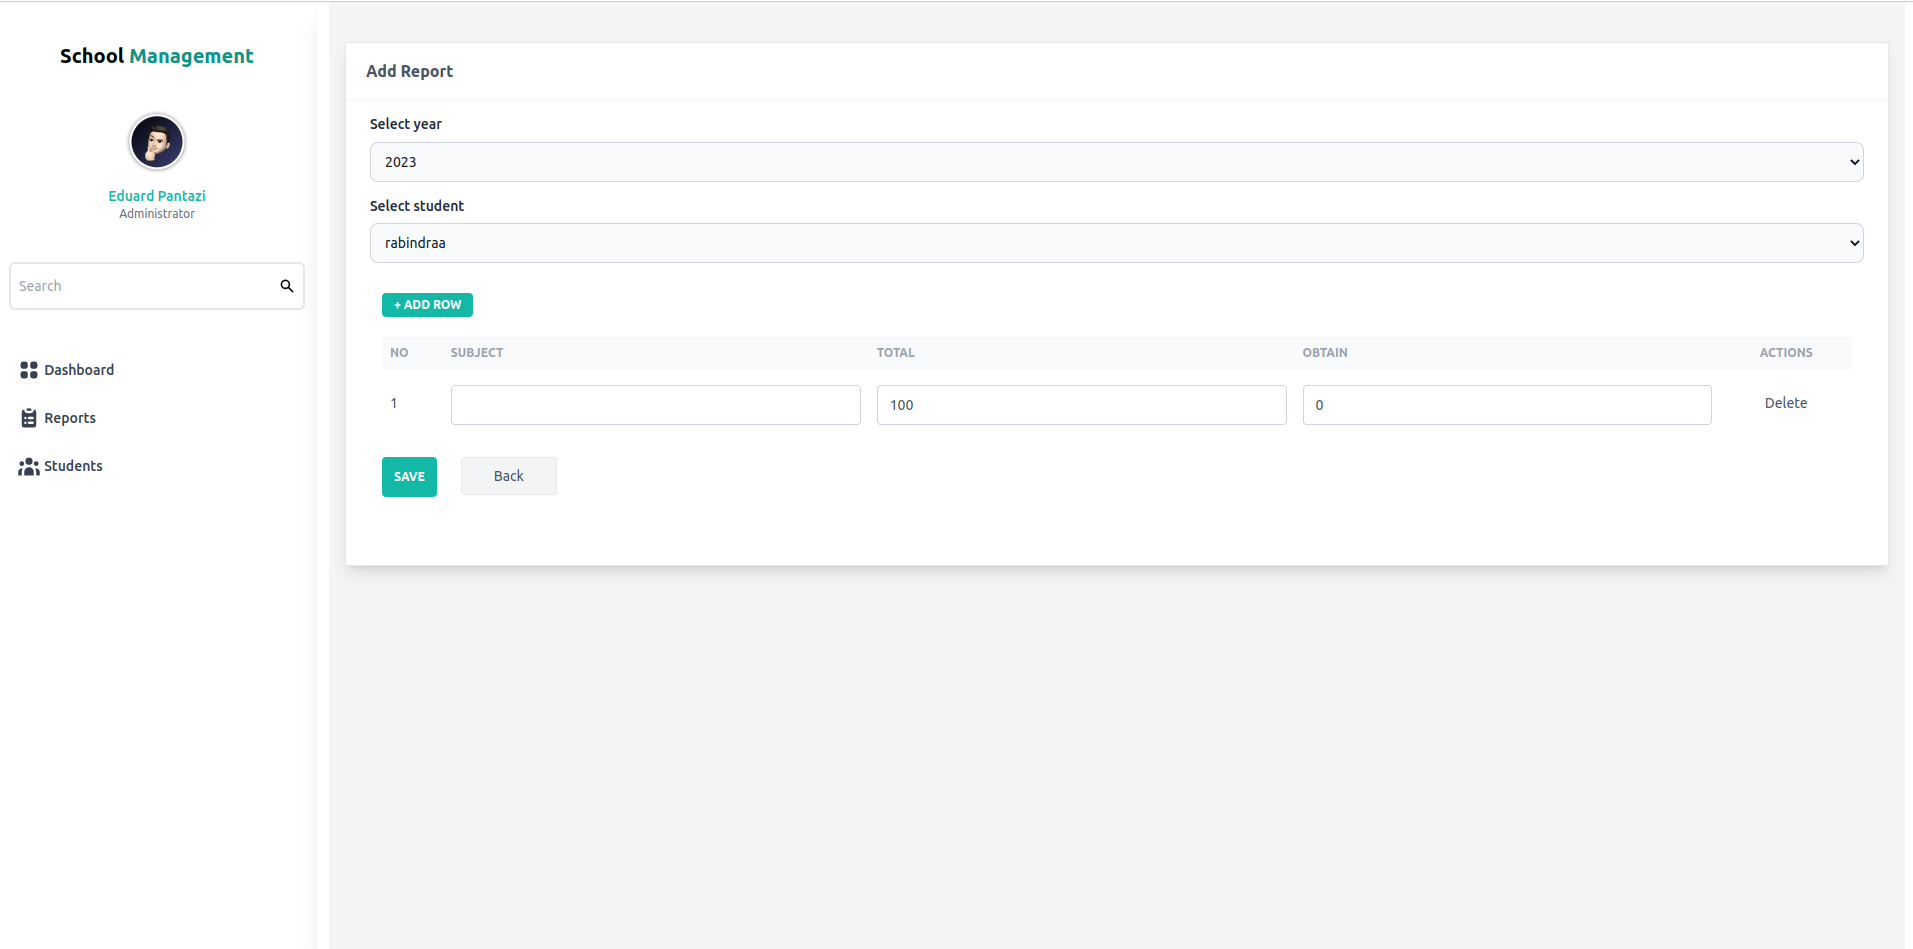 School Management
Eduard Pantazi
Administrator
Search
Dashboard
Reports
Students
Add Report
Select year
2023
Select student
rabindraa
+ ADD ROW
NO SUBJECT TOTAL OBTAIN ACTIONS
1 100 0 Delete
SAVE Back